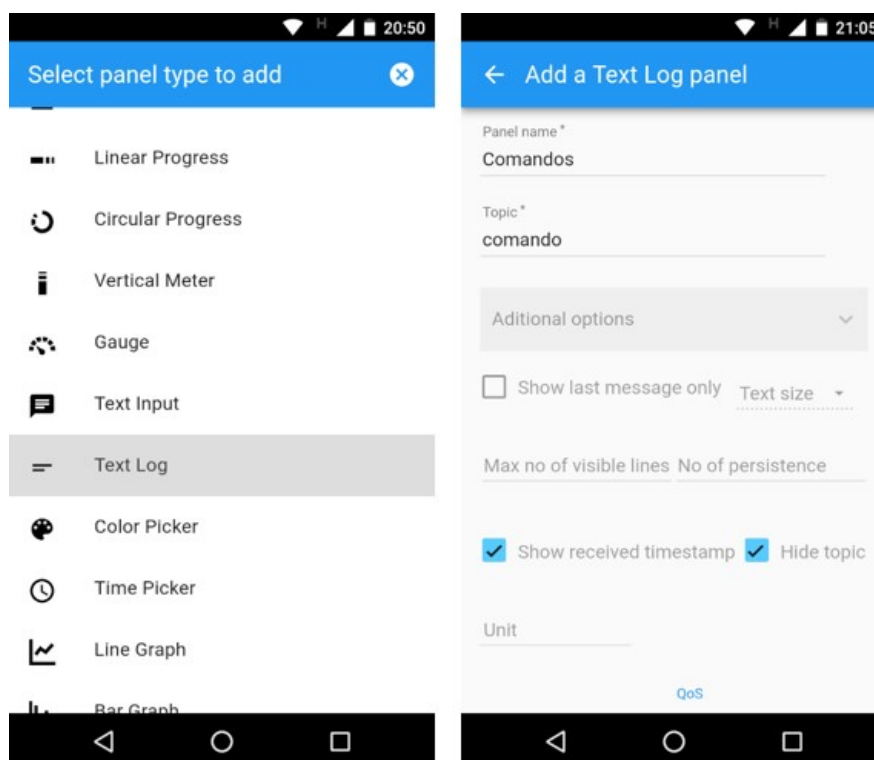 H 20:50
Select panel type to add
Linear Progress
Circular Progress
Vertical Meter
Gauge
Text Input
Text Log
Color Picker
Time Picker
Line Graph
Bar Graph
H 21:05
Add a Text Log panel
Panel name *
Comandos
Topic *
comando
Aditional options
Show last message only Text size
Max no of visible lines No of persistence
Show received timestamp Hide topic
Unit
QoS